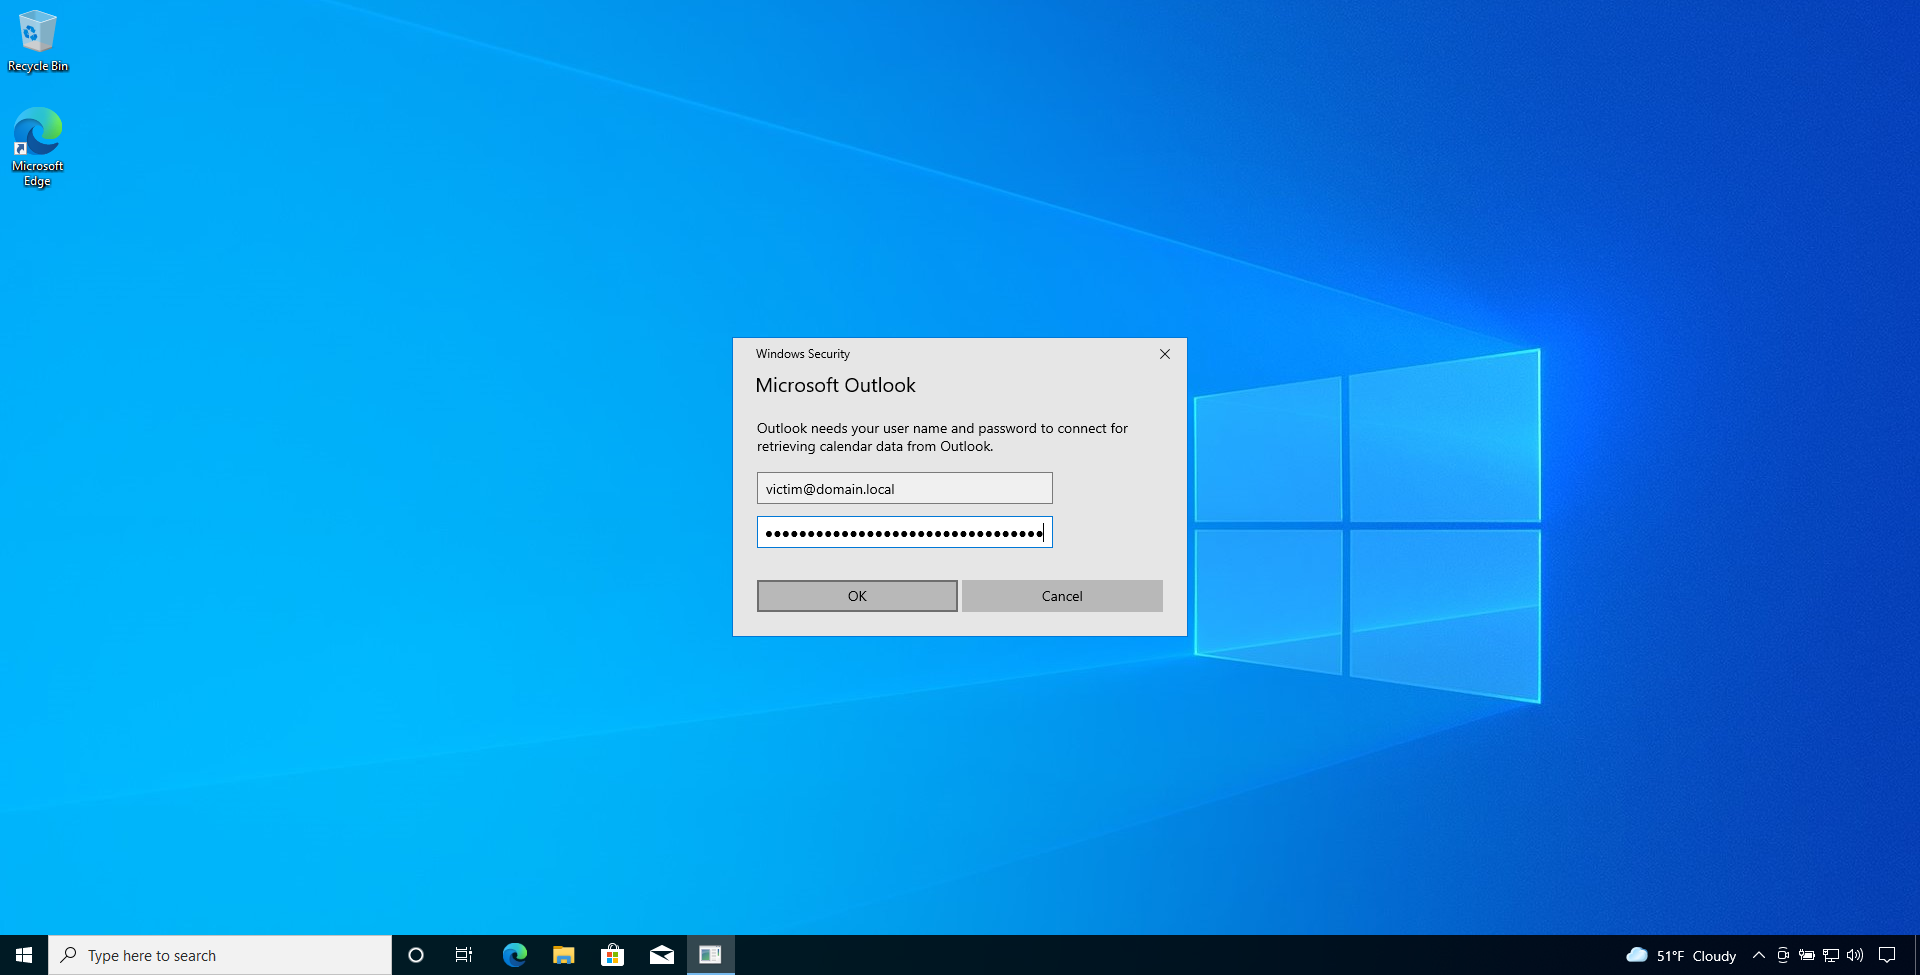 Recycle Bin
Microsoft
Edge
Windows Security
Microsoft Outlook
Outlook needs your user name and password to connect for
retrieving calendar data from Outlook.
victim@domain.local
OK
Cancel
Type here to search
51°F Cloudy